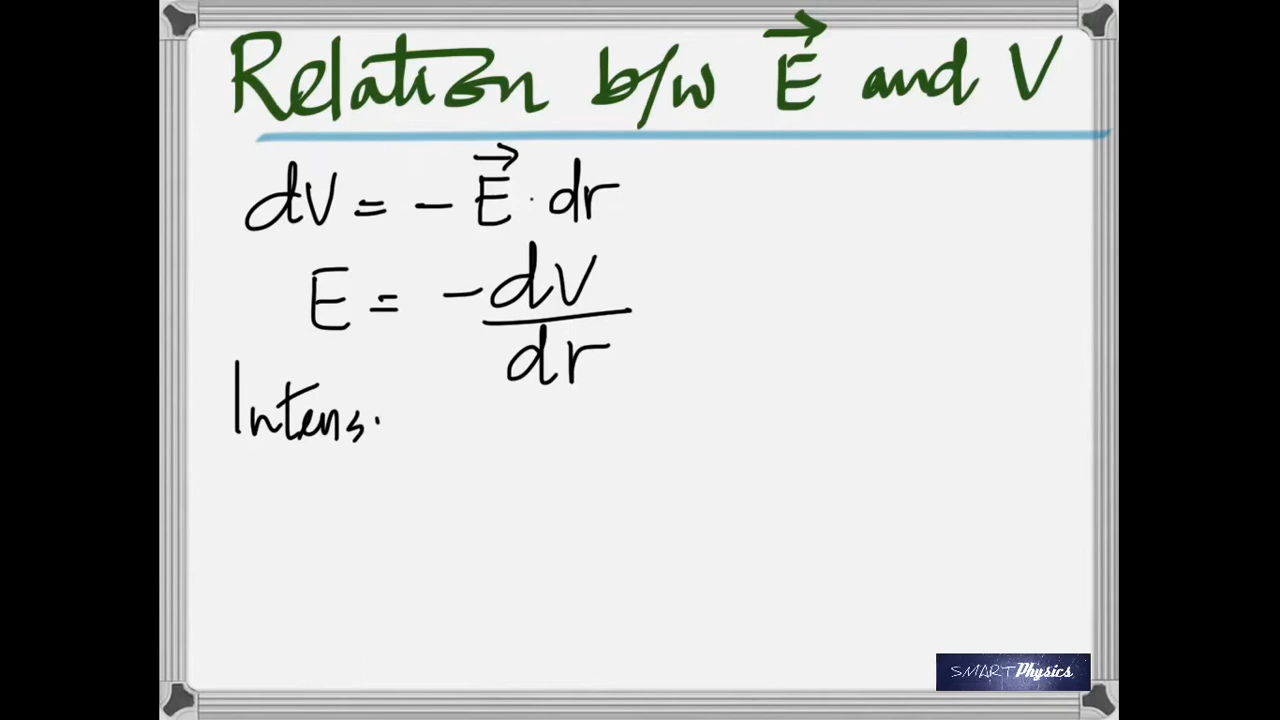 Relation b/w E⃗ and V
dV = - E⃗ · dr
E = - dV/dr
Intens.
SMART Physics